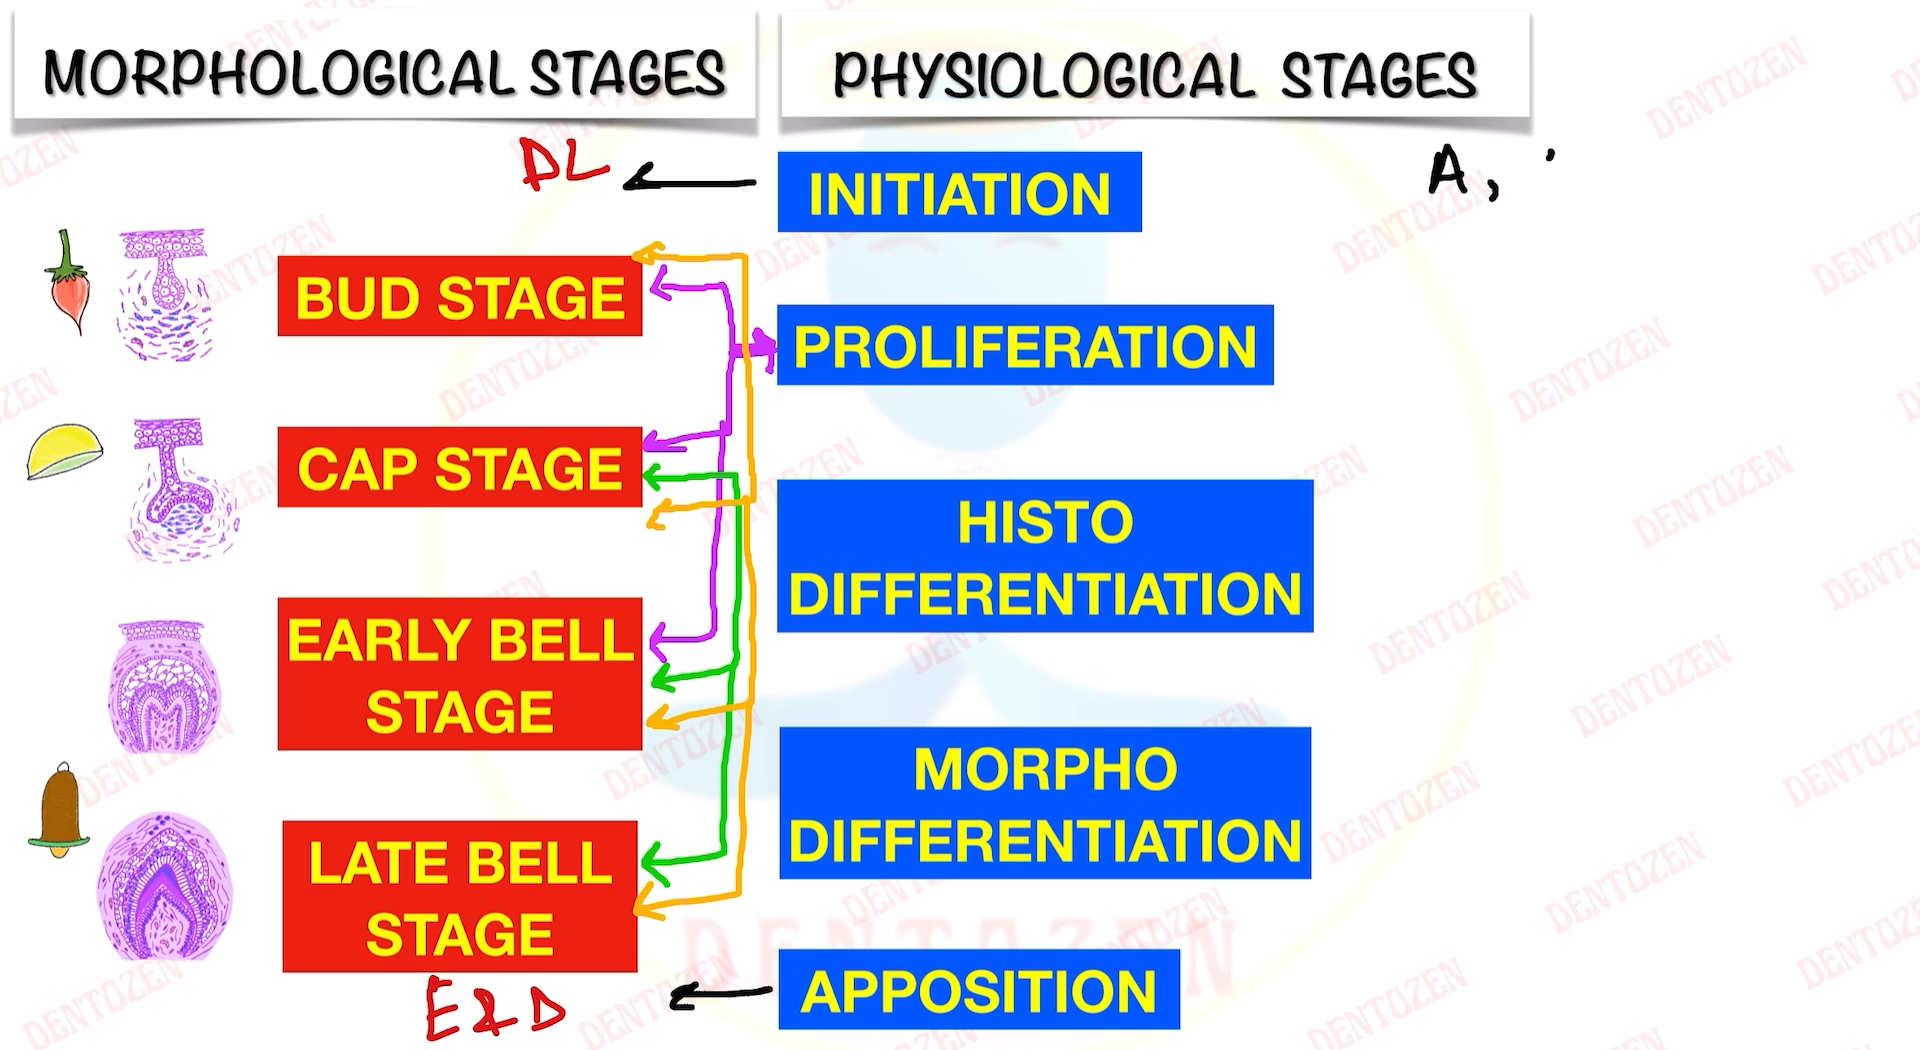 MORPHOLOGICAL STAGES
PHYSIOLOGICAL STAGES
DL
INITIATION
A,
BUD STAGE
PROLIFERATION
CAP STAGE
HISTO
DIFFERENTIATION
EARLY BELL
STAGE
MORPHO
DIFFERENTIATION
LATE BELL
STAGE
APPOSITION
E&D
DENTOZEN